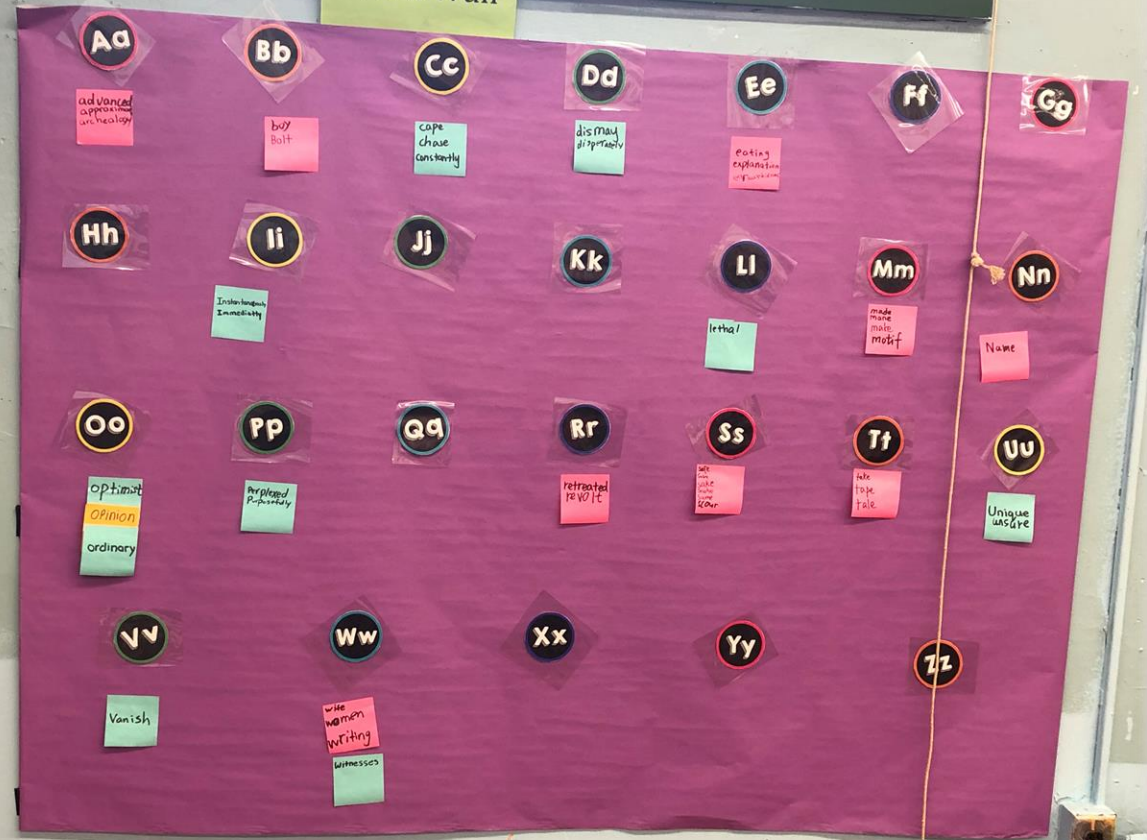 Aa
Bb
Cc
Dd
Ee
Ff
Gg
advanced
archealogy
buy
Bolt
cape
chase
constantly
dismay
eating
explanation
Hh
Ii
Jj
Kk
Ll
Mm
Nn
Immediatly
lethal
made
make
motif
Name
Oo
Pp
Qq
Rr
Ss
Tt
Uu
optimist
opinion
ordinary
Perplexed
Purposefully
retreated
revolt
take
tape
tale
Unique
unsure
Vv
Ww
Xx
Yy
Zz
Vanish
women
writing
witnesses